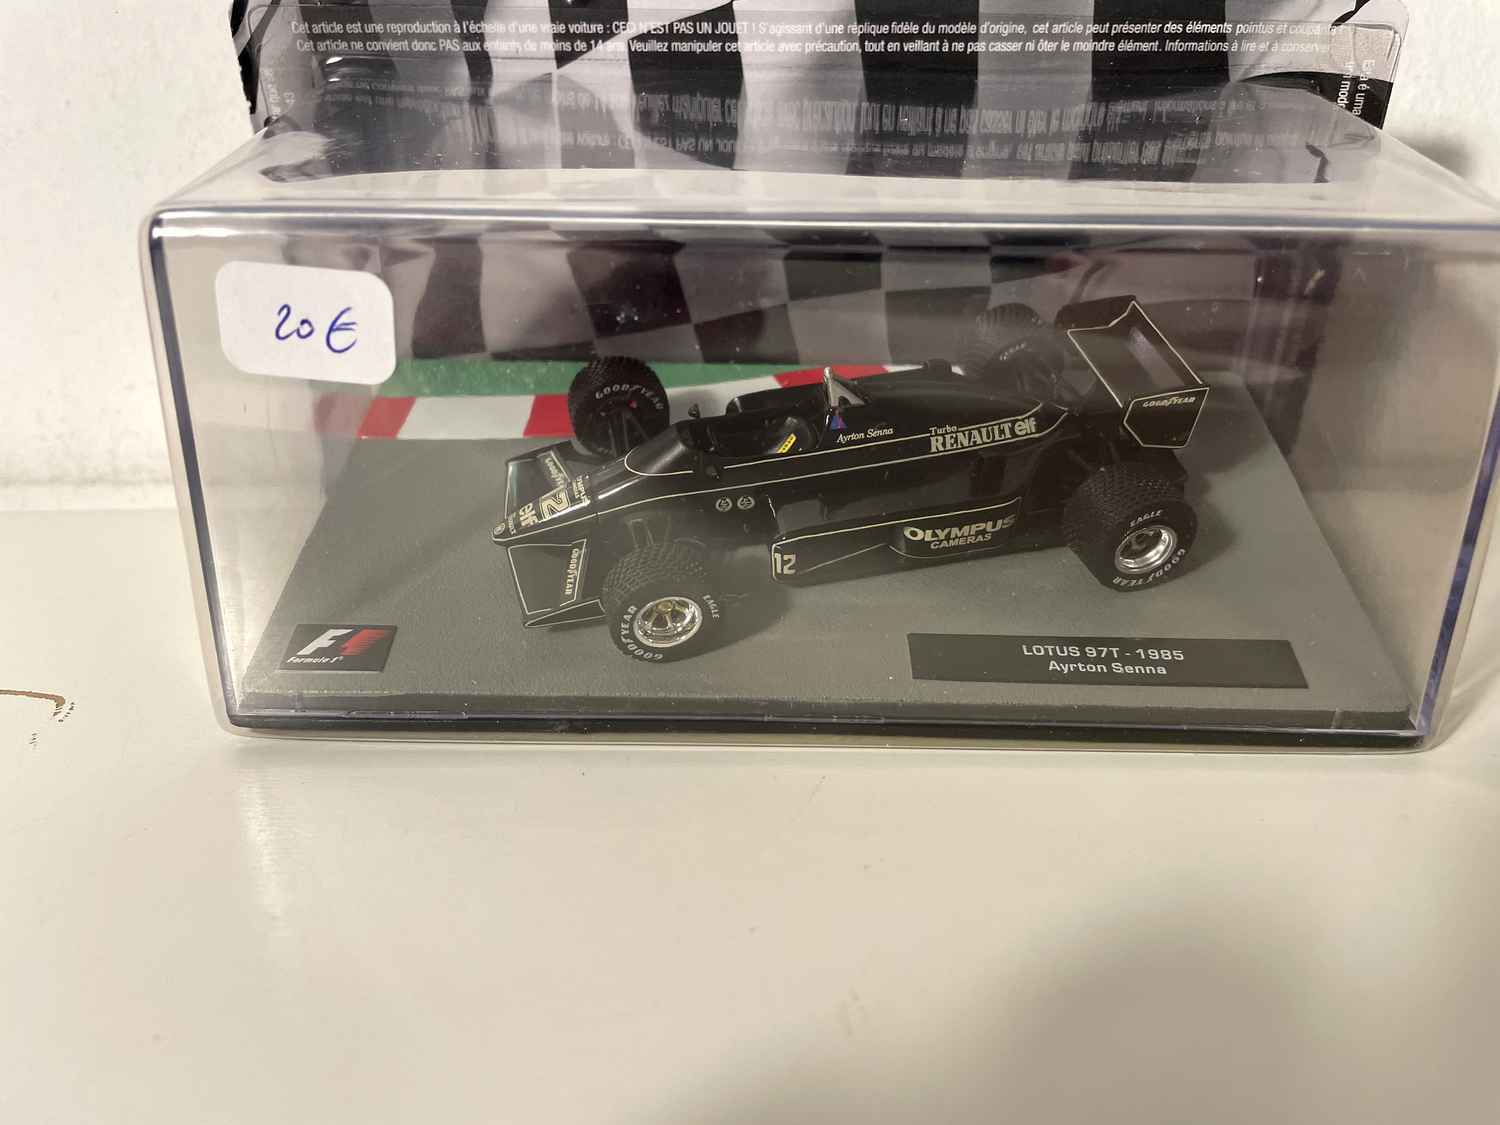 Cet article est une reproduction à l'échelle d'une vraie voiture : CECI N'EST PAS UN JOUET ! S'agissant d'une réplique fidèle du modèle d'origine, cet article peut présenter des éléments pointus et coupants
Cet article ne convient donc PAS aux enfants de moins de 14 ans. Veuillez manipuler cet article avec précaution, tout en veillant à ne pas casser ni ôter le moindre élément. Informations à lire et à conserver
20 €
GOODYEAR
GOODYEAR
Ayrton Senna
Turbo
RENAULT elf
elf
12
OLYMPUS
CAMERAS
12
GOODYEAR
EAGLE
GOODYEAR
EAGLE
GOODYEAR
F1
Formula 1
LOTUS 97T - 1985
Ayrton Senna